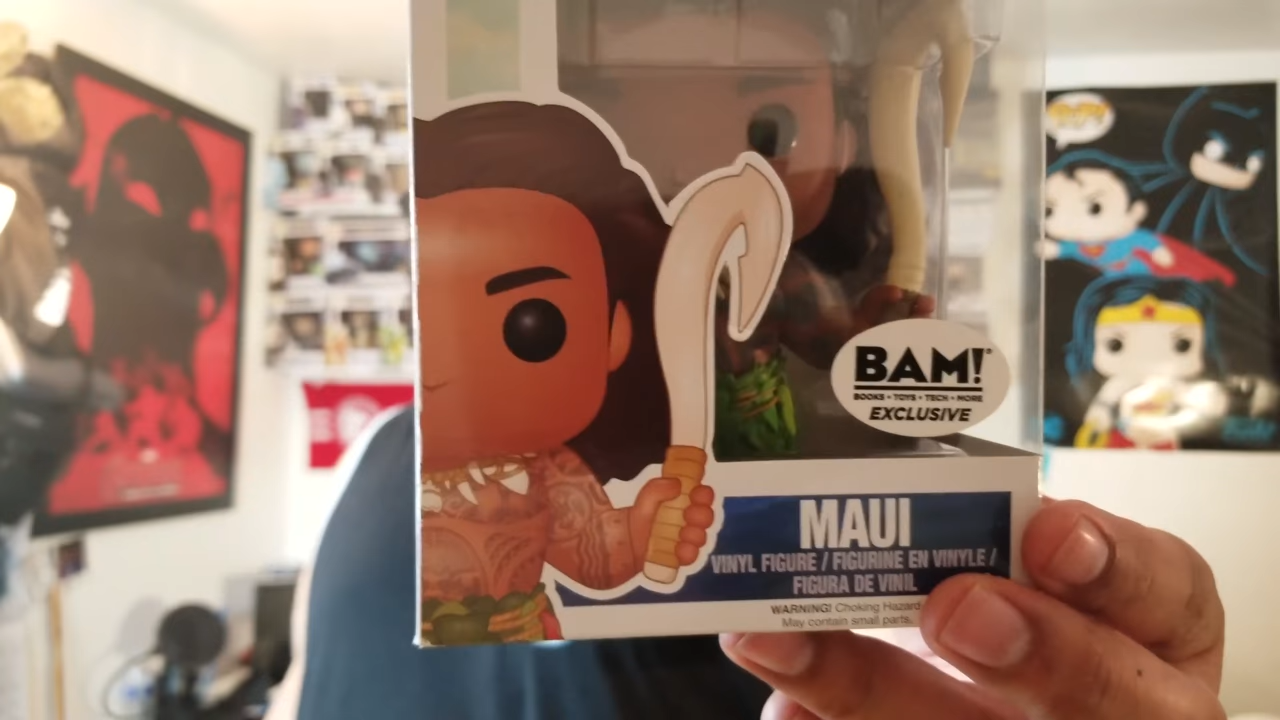 BAM!
BOOKS • TOYS • TECH • MORE
EXCLUSIVE
MAUI
VINYL FIGURE / FIGURINE EN VINYLE /
FIGURA DE VINIL
WARNING! Choking Hazard
May contain small parts.